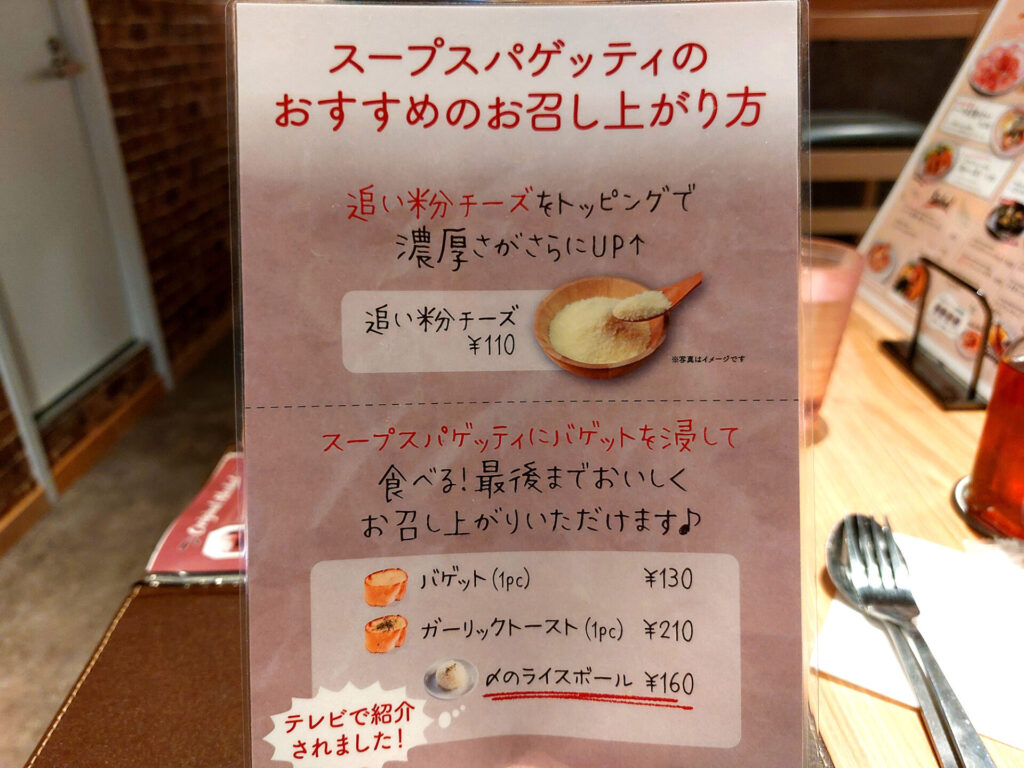 スープスパゲッティの
おすすめのお召し上がり方
追い粉チーズをトッピングで
濃厚さがさらにUP↑
追い粉チーズ
¥110
※写真はイメージです
スープスパゲッティにバゲットを浸して
食べる!最後までおいしく
お召し上がりいただけます♪
バゲット(1pc) ¥130
ガーリックトースト(1pc) ¥210
〆のライスボール ¥160
テレビで紹介
されました!